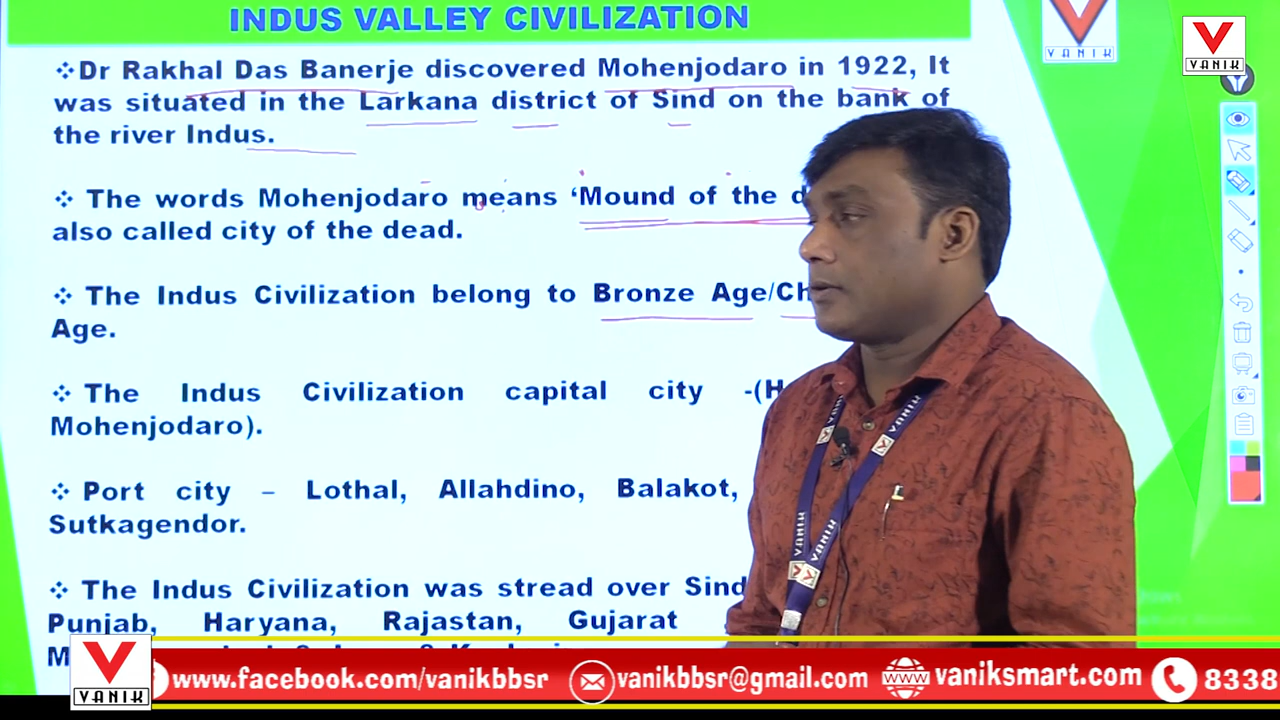 INDUS VALLEY CIVILIZATION
VANIK
VANIK
❖Dr Rakhal Das Banerje discovered Mohenjodaro in 1922, It
was situated in the Larkana district of Sind on the bank of
the river Indus.
❖ The words Mohenjodaro means ‘Mound of the
also called city of the dead.
❖ The Indus Civilization belong to Bronze Age/
Age.
❖ The Indus Civilization capital city -(
Mohenjodaro).
❖ Port city – Lothal, Allahdino, Balakot,
Sutkagendor.
❖ The Indus Civilization was stread over Sind
Punjab, Haryana, Rajastan, Gujarat
VANIK
VANIK
VANIK
VANIK
www.facebook.com/vanikbbsr
vanikbbsr@gmail.com
vaniksmart.com
8338